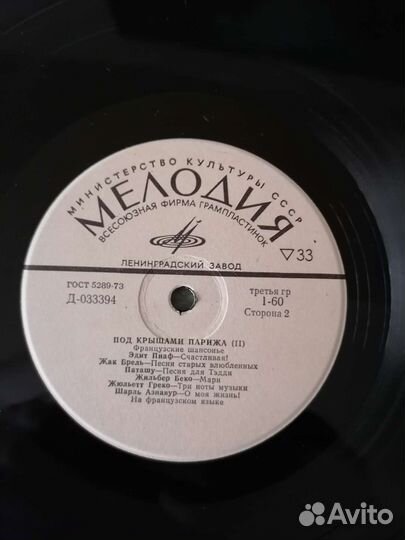 МИНИСТЕРСТВО КУЛЬТУРЫ СССР
МЕЛОДИЯ
ВСЕСОЮЗНАЯ ФИРМА ГРАМПЛАСТИНОК
ЛЕНИНГРАДСКИЙ ЗАВОД
▽33
ГОСТ 5289-73
Д-033394
третья гр
1-60
Сторона 2
ПОД КРЫШАМИ ПАРИЖА (II)
Французские шансонье
Эдит Пиаф—Счастливая!
Жак Брель—Песня старых влюбленных
Паташу—Песня для Тэдди
Жильбер Беко—Мари
Жюльетт Греко—Три ноты музыки
Шарль Азнавур—О моя жизнь!
На французском языке
Avito